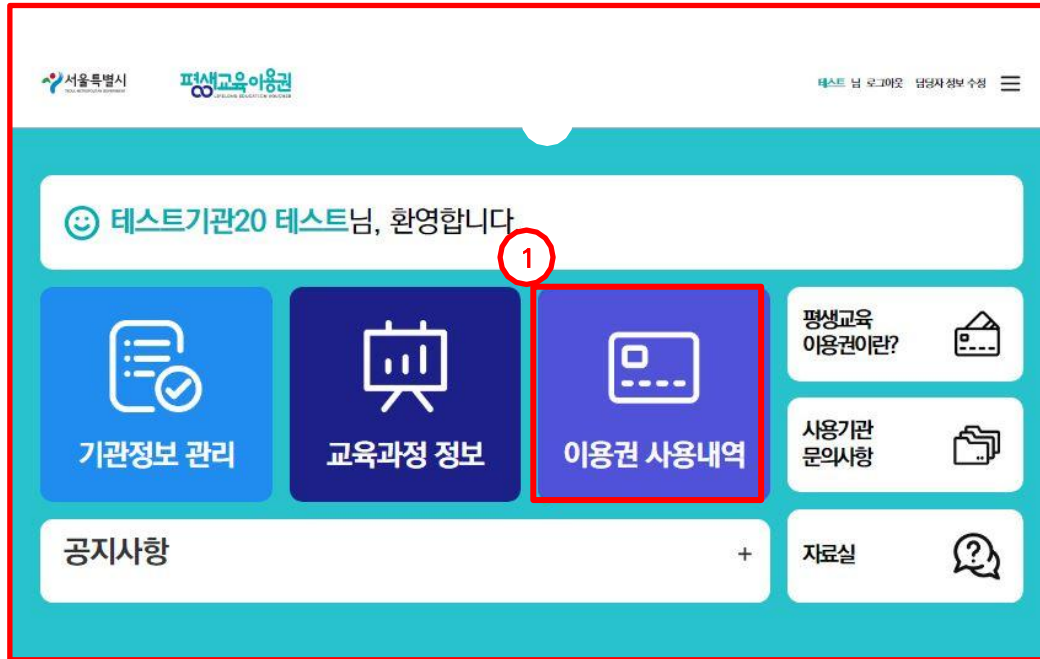 서울특별시
평생교육이용권
LIFELONG EDUCATION VOUCHER
테스트 님 로그아웃 담당자 정보 수정
테스트기관20 테스트님, 환영합니다
1
기관정보 관리
교육과정 정보
이용권 사용내역
평생교육
이용권이란?
사용기관
문의사항
자료실
공지사항 +